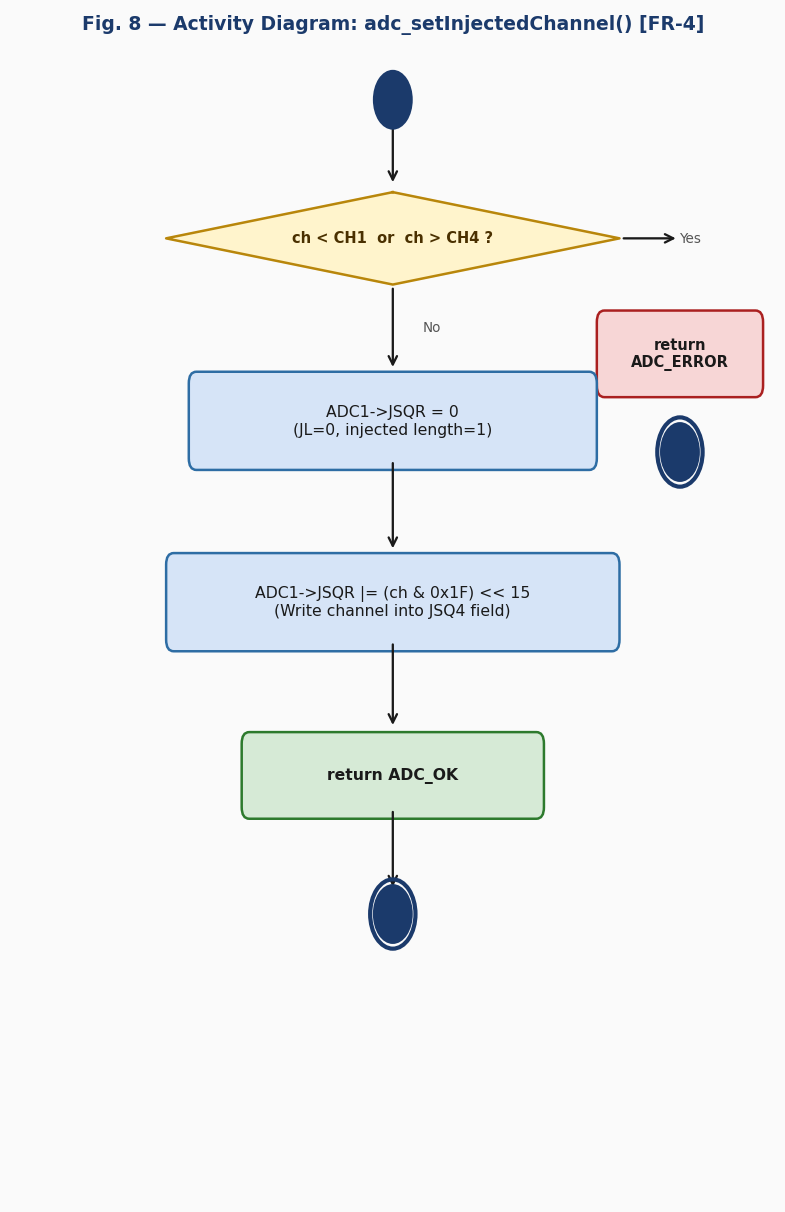 Fig. 8 — Activity Diagram: adc_setInjectedChannel() [FR-4]
ch < CH1  or  ch > CH4 ?
Yes
No
return
ADC_ERROR
ADC1->JSQR = 0
(JL=0, injected length=1)
ADC1->JSQR |= (ch & 0x1F) << 15
(Write channel into JSQ4 field)
return ADC_OK